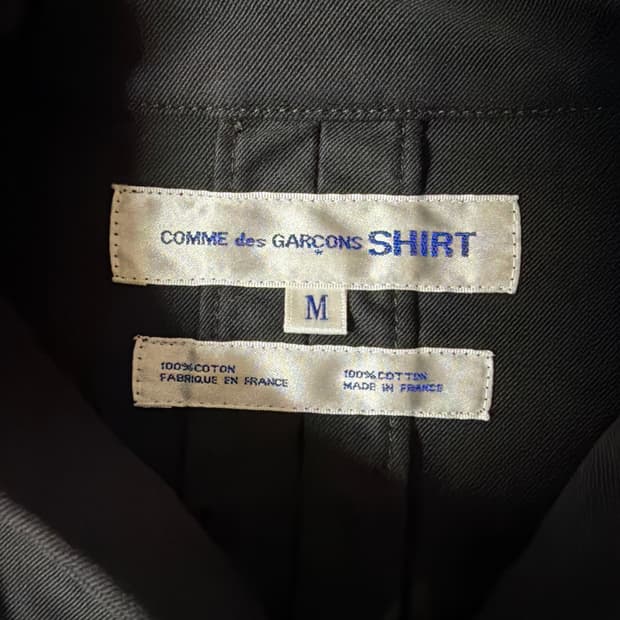 COMME des GARÇONS SHIRT
M
100%COTON
FABRIQUE EN FRANCE
100%COTTON
MADE IN FRANCE